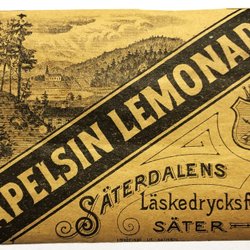 APELSIN LEMONAD
SÄTERDALENS
Läskedrycksf
SÄTER